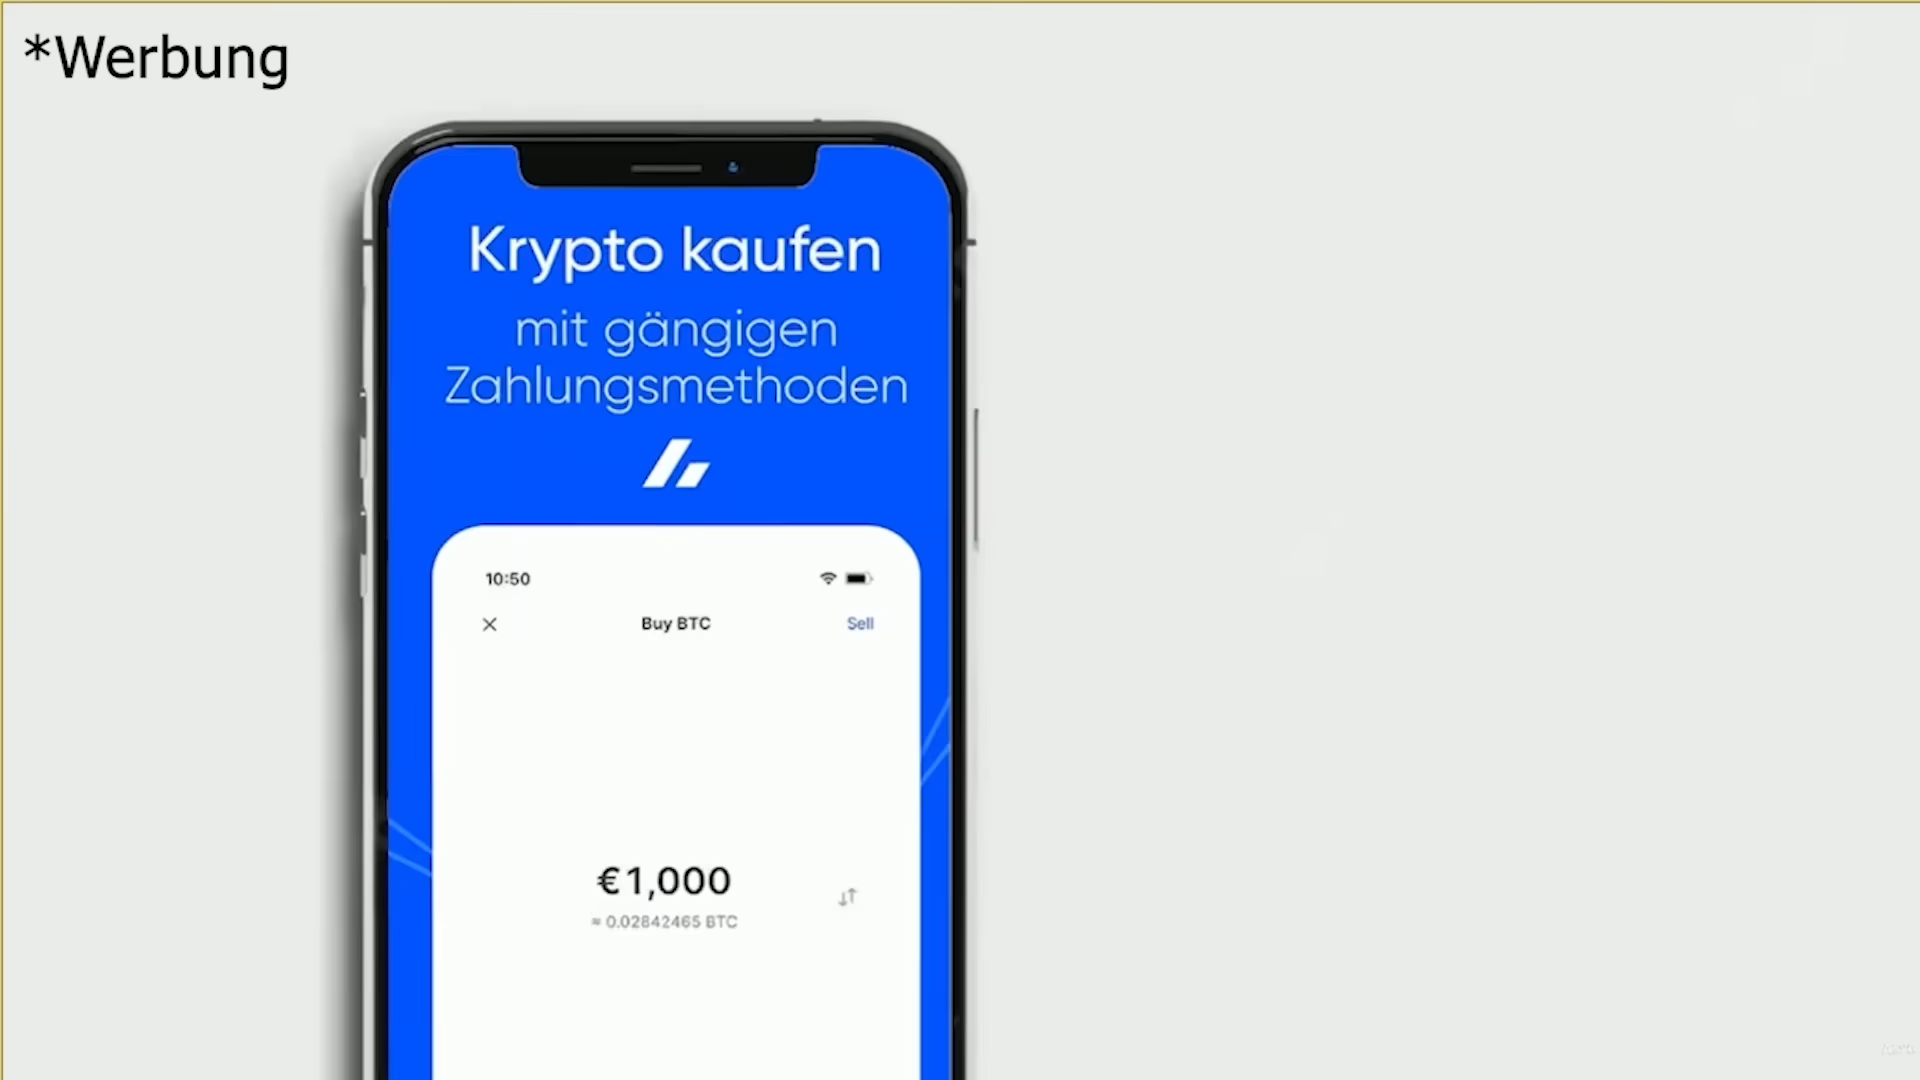 *Werbung
Krypto kaufen
mit gängigen
Zahlungsmethoden
10:50
Buy BTC
Sell
€1,000
≈ 0.02842465 BTC